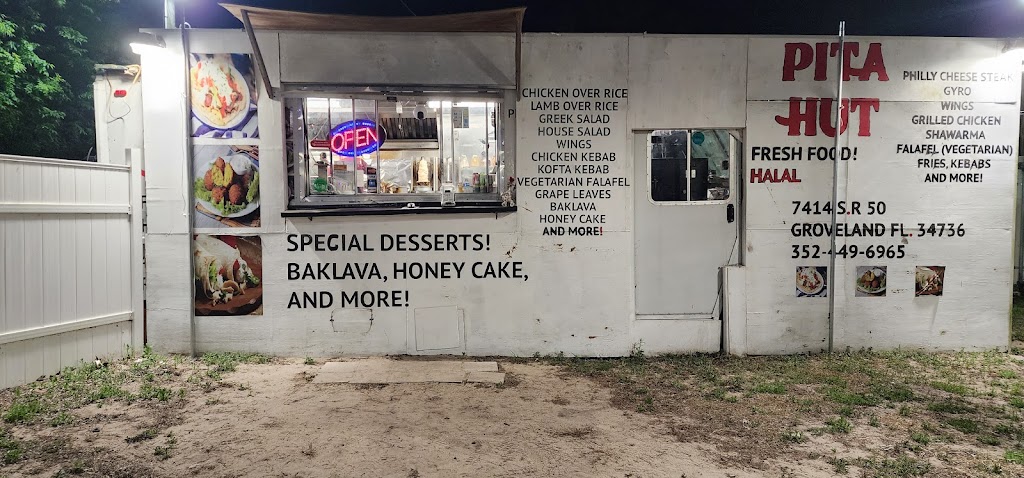 OPEN
SPECIAL DESSERTS!
BAKLAVA, HONEY CAKE,
AND MORE!
CHICKEN OVER RICE
LAMB OVER RICE
GREEK SALAD
HOUSE SALAD
WINGS
CHICKEN KEBAB
KOFTA KEBAB
VEGETARIAN FALAFEL
GRAPE LEAVES
BAKLAVA
HONEY CAKE
AND MORE!
PITA
HUT
FRESH FOOD!
HALAL
PHILLY CHEESE STEAK
GYRO
WINGS
GRILLED CHICKEN
SHAWARMA
FALAFEL (VEGETARIAN)
FRIES, KEBABS
AND MORE!
7414 S.R 50
GROVELAND FL. 34736
352-449-6965